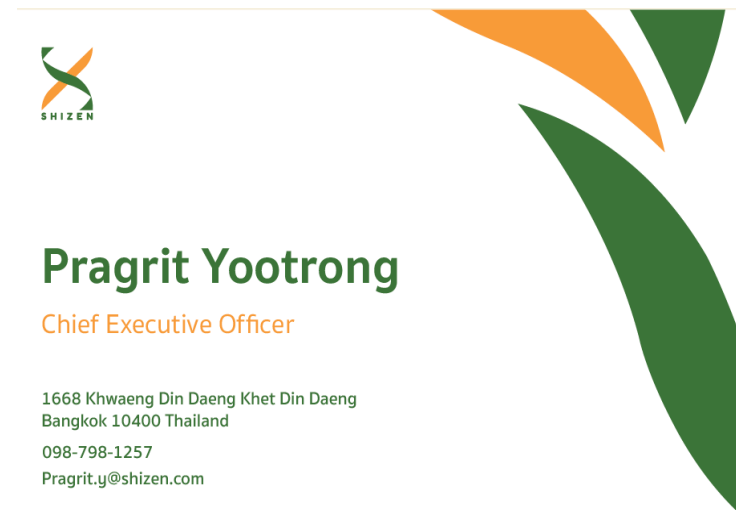 SHIZEN
Pragrit Yootrong
Chief Executive Officer
1668 Khwaeng Din Daeng Khet Din Daeng
Bangkok 10400 Thailand
098-798-1257
Pragrit.y@shizen.com